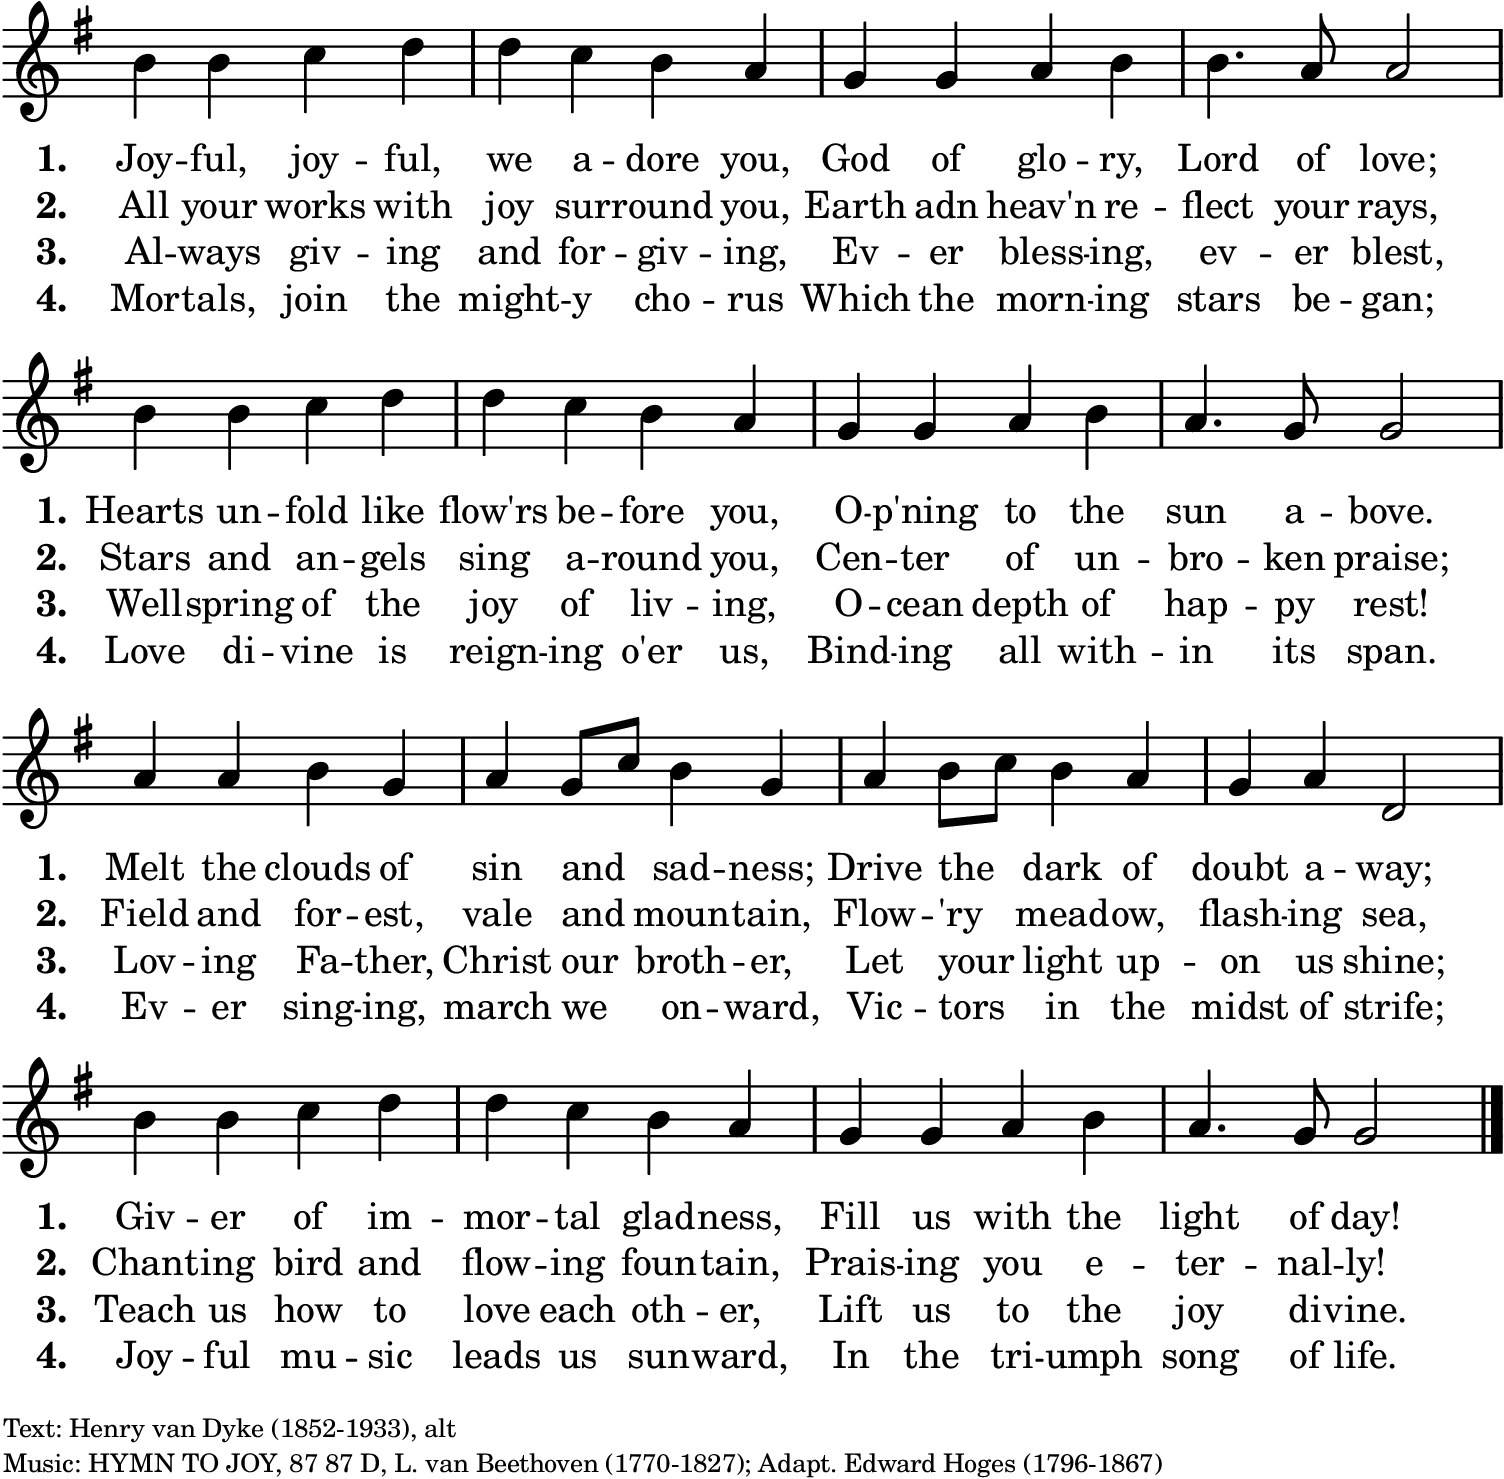 1. Joy -- ful, joy -- ful, we a -- dore you, God of glo -- ry, Lord of love;
2. All your works with joy surround you, Earth adn heav'n re -- flect your rays,
3. Al -- ways giv -- ing and for -- giv -- ing, Ev -- er bless -- ing, ev -- er blest,
4. Mortals, join the might -- y cho -- rus Which the morn -- ing stars be -- gan;
1. Hearts un -- fold like flow'rs be -- fore you, O -- p'ning to the sun a -- bove.
2. Stars and an -- gels sing a -- round you, Cen -- ter of un -- bro -- ken praise;
3. Wellspring of the joy of liv -- ing, O -- cean depth of hap -- py rest!
4. Love di -- vine is reign -- ing o'er us, Bind -- ing all with -- in its span.
1. Melt the clouds of sin and sad -- ness; Drive the dark of doubt a -- way;
2. Field and for -- est, vale and mountain, Flow -- 'ry meadow, flash -- ing sea,
3. Lov -- ing Fa -- ther, Christ our broth -- er, Let your light up -- on us shine;
4. Ev -- er sing -- ing, march we on -- ward, Vic -- tors in the midst of strife;
1. Giv -- er of im -- mor -- tal gladness, Fill us with the light of day!
2. Chanting bird and flow -- ing fountain, Prais -- ing you e -- ter -- nal -- ly!
3. Teach us how to love each oth -- er, Lift us to the joy divine.
4. Joy -- ful mu -- sic leads us sunward, In the tri -- umph song of life.
Text: Henry van Dyke (1852-1933), alt
Music: HYMN TO JOY, 87 87 D, L. van Beethoven (1770-1827); Adapt. Edward Hoges (1796-1867)